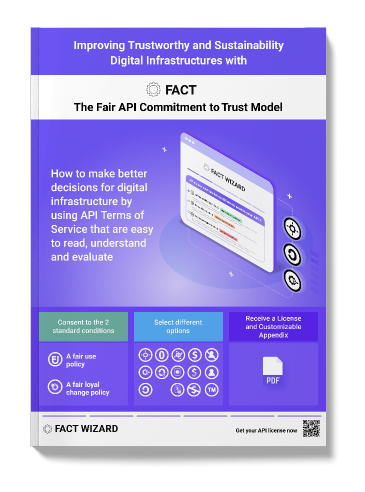 Improving Trustworthy and Sustainability
Digital Infrastructures with
FACT
The Fair API Commitment to Trust Model
How to make better
decisions for digital
infrastructure by
using API Terms of
Service that are easy
to read, understand
and evaluate
FACT WIZARD
Consent to the 2
standard conditions
A fair use
policy
A fair loyal
change policy
Select different
options
TM
Receive a License
and Customizable
Appendix
PDF
FACT WIZARD
Get your API license now